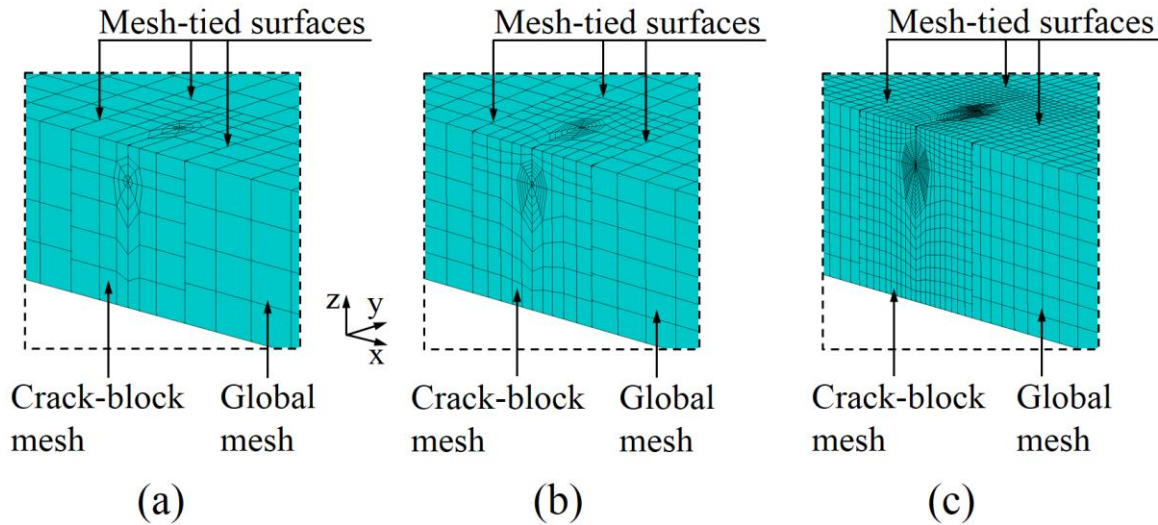 Mesh-tied surfaces
Mesh-tied surfaces
Mesh-tied surfaces
z
y
x
Crack-block
mesh
Global
mesh
Crack-block
mesh
Global
mesh
Crack-block
mesh
Global
mesh
(a)
(b)
(c)